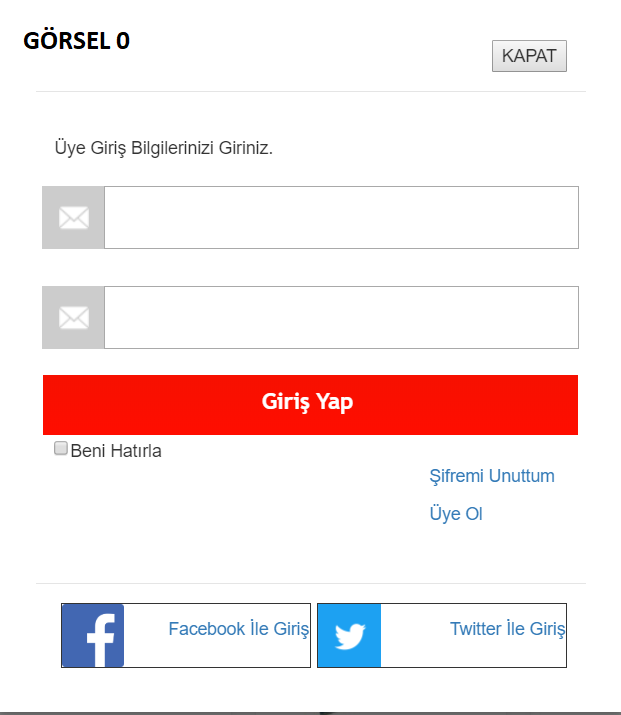 GÖRSEL 0
KAPAT
Üye Giriş Bilgilerinizi Giriniz.
Giriş Yap
Beni Hatırla
Şifremi Unuttum
Üye Ol
Facebook İle Giriş
Twitter İle Giriş